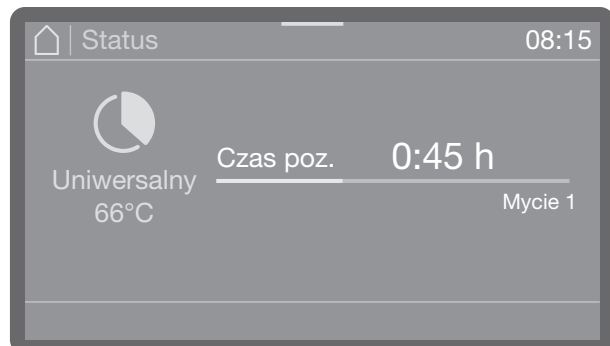 Status
08:15
Uniwersalny
66°C
Czas poz.
0:45 h
Mycie 1